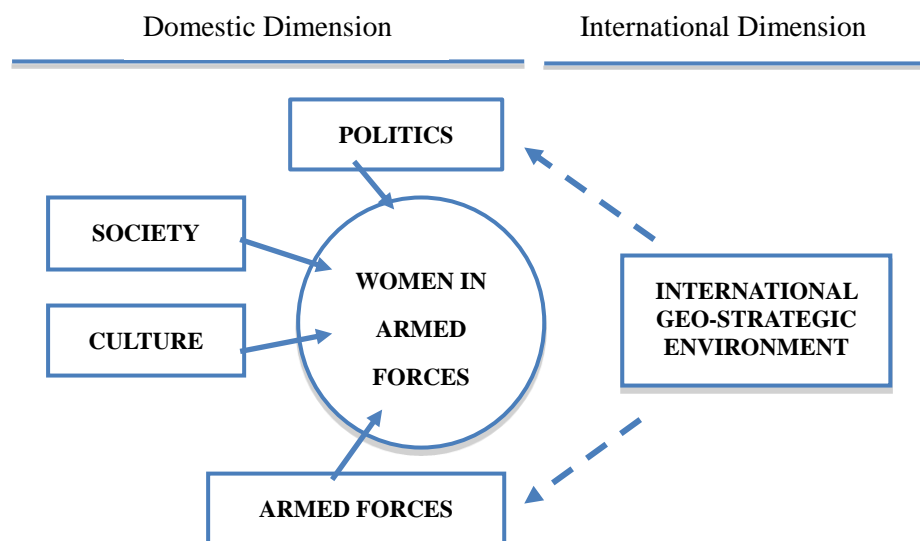 Domestic Dimension
International Dimension
POLITICS
SOCIETY
CULTURE
WOMEN IN
ARMED
FORCES
INTERNATIONAL
GEO-STRATEGIC
ENVIRONMENT
ARMED FORCES